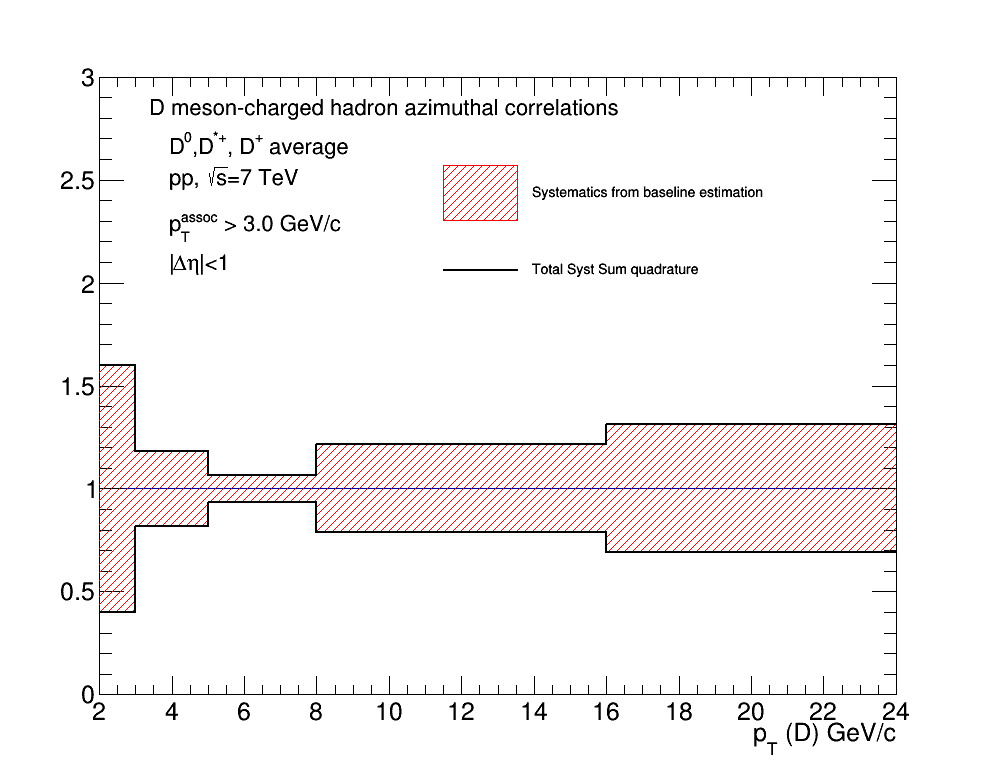 D meson-charged hadron azimuthal correlations
D⁰,D*⁺, D⁺ average
pp, √s=7 TeV
p_T^assoc > 3.0 GeV/c
|Δη|<1
Systematics from baseline estimation
Total Syst Sum quadrature
3
2.5
2
1.5
1
0.5
0
2 4 6 8 10 12 14 16 18 20 22 24
p_T (D) GeV/c